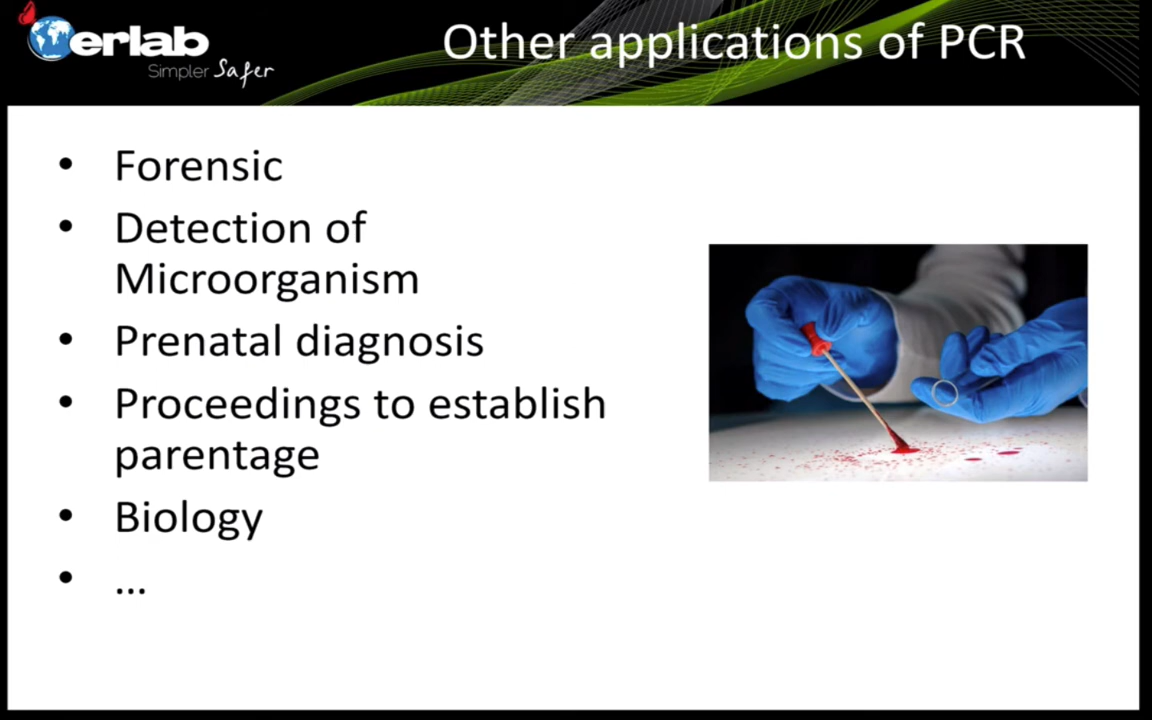 erlab
Simpler Safer
Other applications of PCR
• Forensic
• Detection of
Microorganism
• Prenatal diagnosis
• Proceedings to establish
parentage
• Biology
• ...